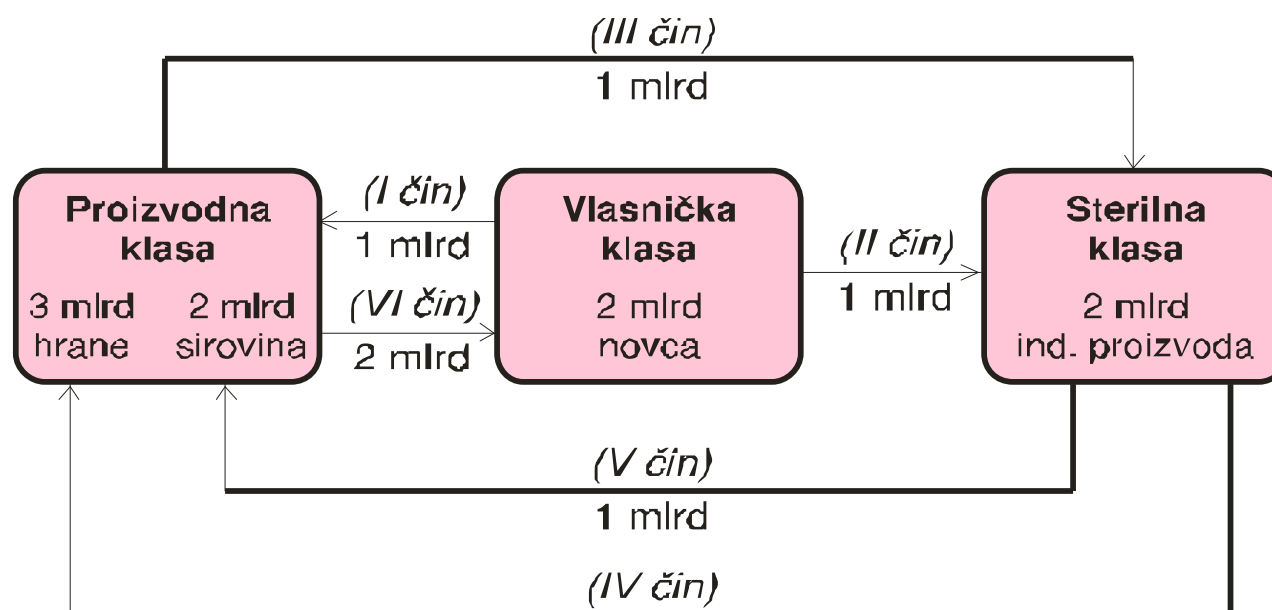 (III čin)
1 mlrd
Proizvodna
klasa
3 mlrd
hrane
2 mlrd
sirovina
(I čin)
1 mlrd
(VI čin)
2 mlrd
Vlasnička
klasa
2 mlrd
novca
(II čin)
1 mlrd
Sterilna
klasa
2 mlrd
ind. proizvoda
(V čin)
1 mlrd
(IV čin)